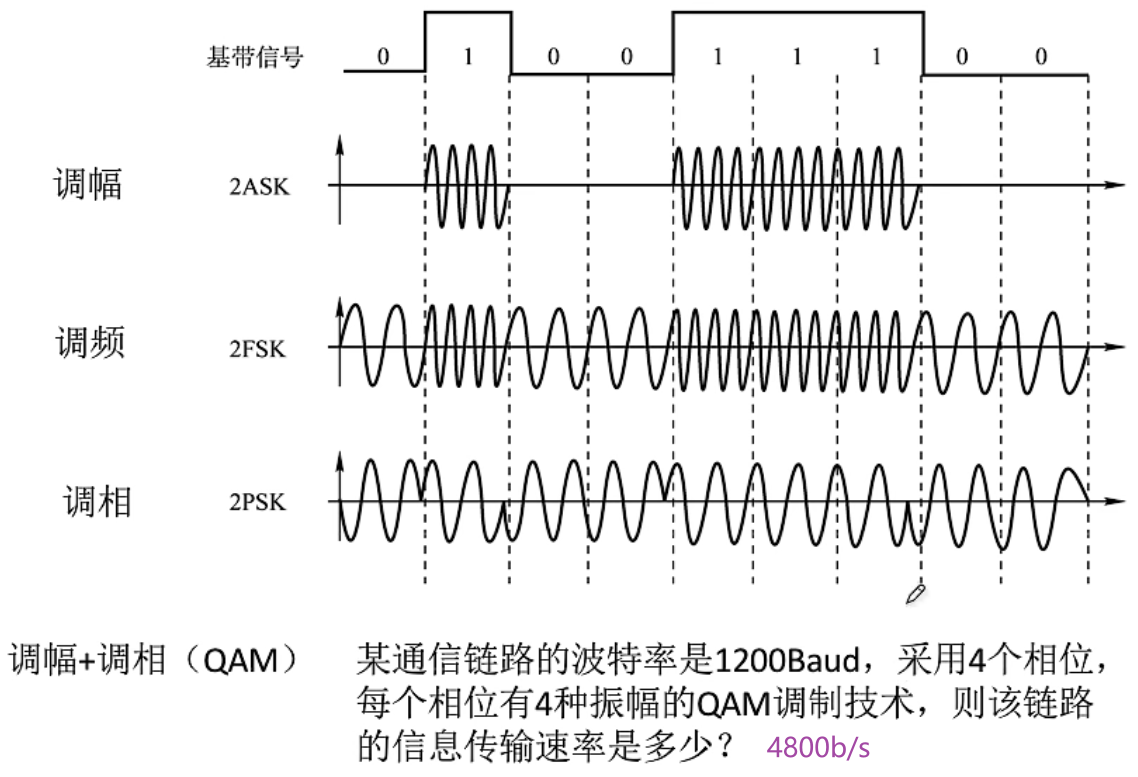 基带信号 0 1 0 0 1 1 1 0 0
调幅 2ASK
调频 2FSK
调相 2PSK
调幅+调相（QAM） 某通信链路的波特率是1200Baud，采用4个相位，
每个相位有4种振幅的QAM调制技术，则该链路
的信息传输速率是多少？ 4800b/s